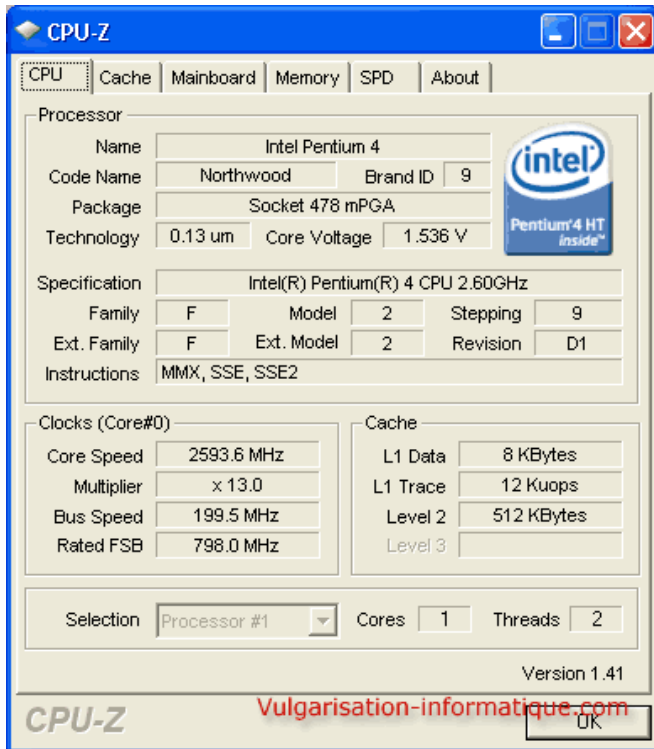 CPU-Z
CPU Cache Mainboard Memory SPD About
Processor
Name Intel Pentium 4
Code Name Northwood Brand ID 9
Package Socket 478 mPGA
Technology 0.13 um Core Voltage 1.536 V
intel
Pentium®4 HT
inside™
Specification Intel(R) Pentium(R) 4 CPU 2.60GHz
Family F Model 2 Stepping 9
Ext. Family F Ext. Model 2 Revision D1
Instructions MMX, SSE, SSE2
Clocks (Core#0)
Core Speed 2593.6 MHz
Multiplier x 13.0
Bus Speed 199.5 MHz
Rated FSB 798.0 MHz
Cache
L1 Data 8 KBytes
L1 Trace 12 Kuops
Level 2 512 KBytes
Level 3
Selection Processor #1 Cores 1 Threads 2
Version 1.41
CPU-Z
Vulgarisation-informatique.com
OK